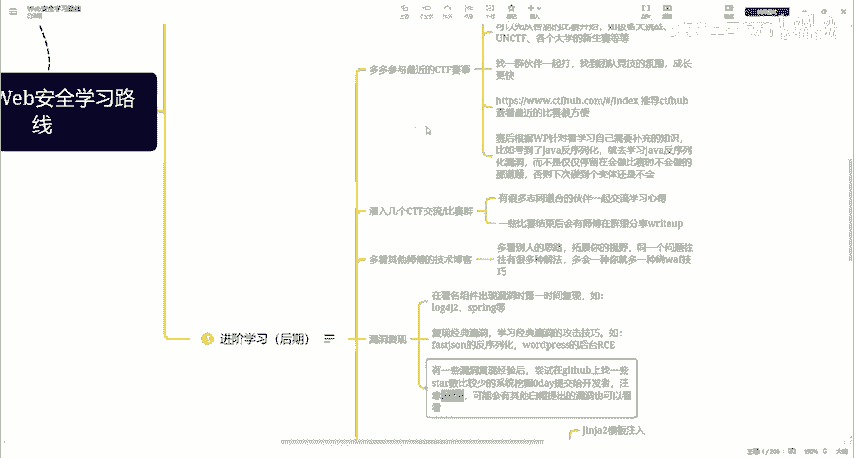 Web安全学习路线
Web安全学习路
线
可以先从普通的比赛开始，如极客大挑战、
UNCTF、各个大学的新生赛等等
多多参与最近的CTF赛事
找一群伙伴一起打，找到团队竞技的氛围，成长
更快
https://www.ctfhub.com/#/index 推荐ctfhub
查看最近的比赛很方便
赛后根据WP针对着学习自己需要补充的知识，
比如考到了java反序列化，就去学习java反序列
化漏洞，而不是仅仅停留在会做比赛时不会做的
那道题，否则下次碰到个变体还是不会
潜入几个CTF交流/比赛群
有很多志同道合的伙伴一起交流学习心得
一些比赛结束后会有师傅在群里分享writeup
多看其他师傅的技术博客
多看别人的思路，拓展你的视野，同一个问题往
往有很多种解法，多会一种你就多一种绕waf技
巧
进阶学习（后期）
漏洞复现
在著名组件出现漏洞时第一时间复现，如：
log4j2、spring等
复现经典漏洞，学习经典漏洞的攻击技巧。如：
fastjson的反序列化，wordpress的后台RCE
有一些漏洞复现经验后，尝试在github上找一些
star数比较少的系统挖掘0day提交给开发者，注
意 ，可能会有其他白帽提出的漏洞也可以看
看
jinja2模板注入